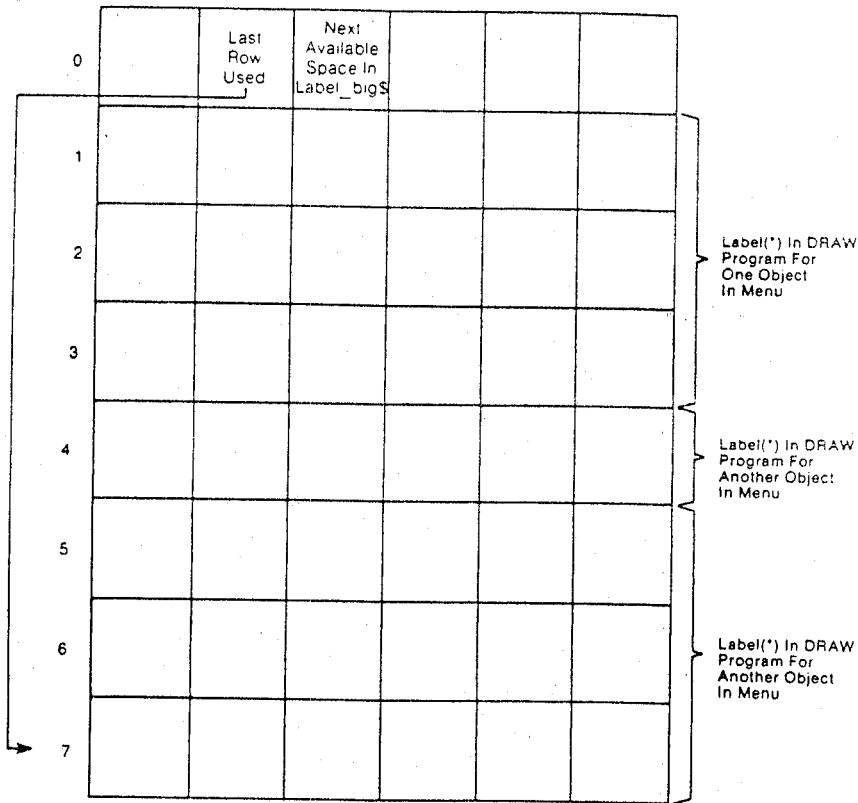 0
Last
Row
Used
Next
Available
Space In
Label_big$
1
2
3
Label(*) In DRAW
Program For
One Object
In Menu
4
Label(*) In DRAW
Program For
Another Object
In Menu
5
6
Label(*) In DRAW
Program For
Another Object
In Menu
7